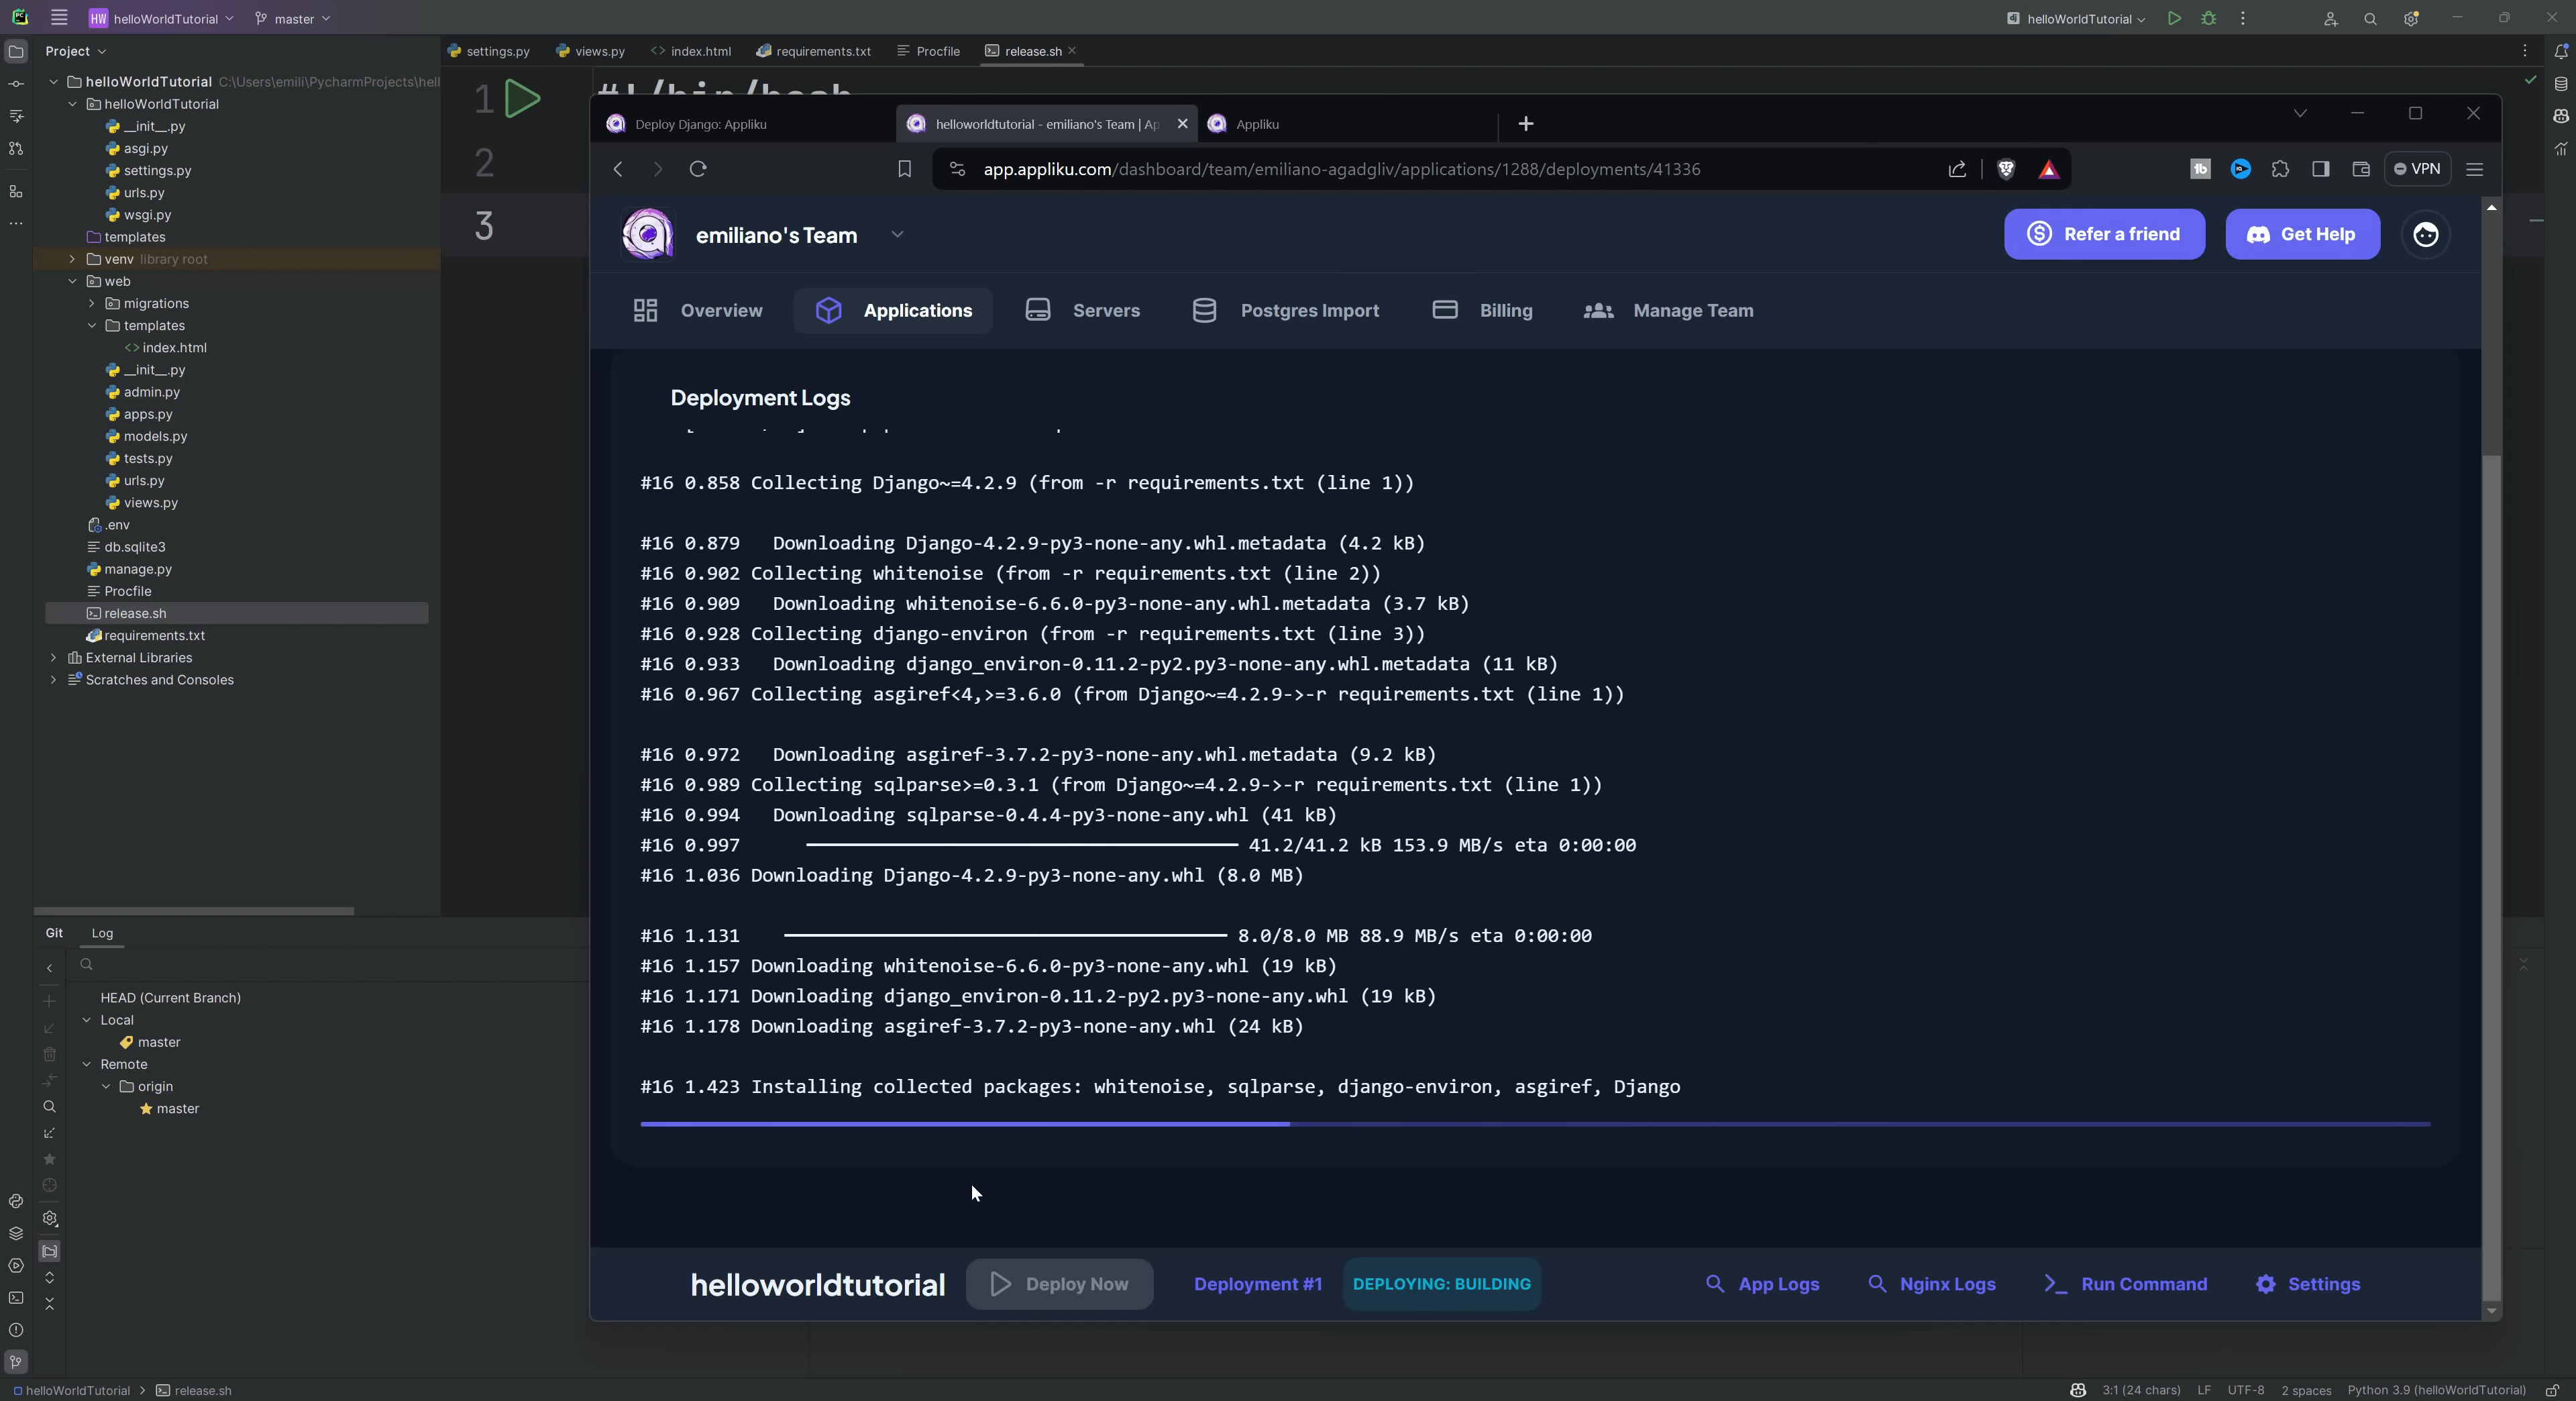 HW helloWorldTutorial master
helloWorldTutorial
Project
settings.py views.py index.html requirements.txt Procfile release.sh
helloWorldTutorial C:\Users\emili\PycharmProjects\hell
helloWorldTutorial
__init__.py
asgi.py
settings.py
urls.py
wsgi.py
templates
venv library root
web
migrations
templates
index.html
__init__.py
admin.py
apps.py
models.py
tests.py
urls.py
views.py
.env
db.sqlite3
manage.py
Procfile
release.sh
requirements.txt
External Libraries
Scratches and Consoles
1
2
3
#!/bin/bash
Deploy Django: Appliku
helloworldtutorial - emiliano's Team | Ap
Appliku
app.appliku.com/dashboard/team/emiliano-agadgliv/applications/1288/deployments/41336
VPN
emiliano's Team
Refer a friend
Get Help
Overview Applications Servers Postgres Import Billing Manage Team
Deployment Logs
#16 0.858 Collecting Django~=4.2.9 (from -r requirements.txt (line 1))
#16 0.879 Downloading Django-4.2.9-py3-none-any.whl.metadata (4.2 kB)
#16 0.902 Collecting whitenoise (from -r requirements.txt (line 2))
#16 0.909 Downloading whitenoise-6.6.0-py3-none-any.whl.metadata (3.7 kB)
#16 0.928 Collecting django-environ (from -r requirements.txt (line 3))
#16 0.933 Downloading django_environ-0.11.2-py2.py3-none-any.whl.metadata (11 kB)
#16 0.967 Collecting asgiref<4,>=3.6.0 (from Django~=4.2.9->-r requirements.txt (line 1))
#16 0.972 Downloading asgiref-3.7.2-py3-none-any.whl.metadata (9.2 kB)
#16 0.989 Collecting sqlparse>=0.3.1 (from Django~=4.2.9->-r requirements.txt (line 1))
#16 0.994 Downloading sqlparse-0.4.4-py3-none-any.whl (41 kB)
#16 0.997 41.2/41.2 kB 153.9 MB/s eta 0:00:00
#16 1.036 Downloading Django-4.2.9-py3-none-any.whl (8.0 MB)
#16 1.131 8.0/8.0 MB 88.9 MB/s eta 0:00:00
#16 1.157 Downloading whitenoise-6.6.0-py3-none-any.whl (19 kB)
#16 1.171 Downloading django_environ-0.11.2-py2.py3-none-any.whl (19 kB)
#16 1.178 Downloading asgiref-3.7.2-py3-none-any.whl (24 kB)
#16 1.423 Installing collected packages: whitenoise, sqlparse, django-environ, asgiref, Django
helloworldtutorial Deploy Now Deployment #1 DEPLOYING: BUILDING App Logs Nginx Logs Run Command Settings
Git Log
HEAD (Current Branch)
Local
master
Remote
origin
master
helloWorldTutorial > release.sh
3:1 (24 chars) LF UTF-8 2 spaces Python 3.9 (helloWorldTutorial)